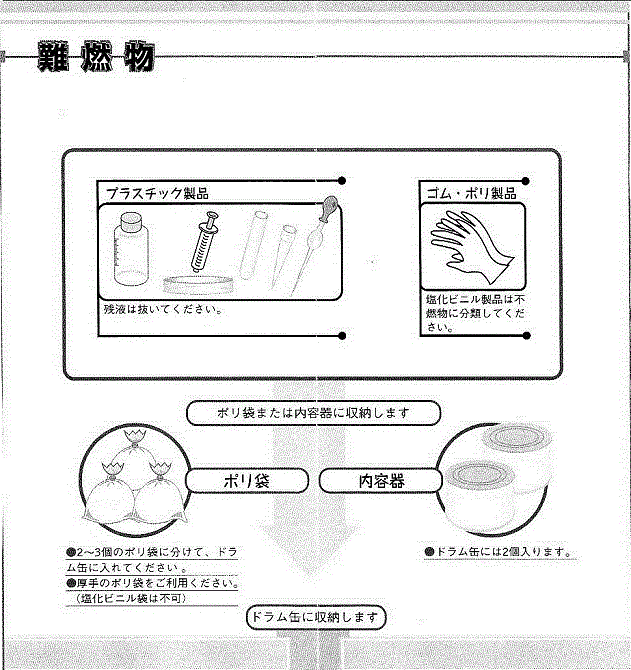 難燃物
プラスチック製品
残液は抜いてください。
ゴム・ポリ製品
塩化ビニル製品は不
燃物に分類してくだ
さい。
ポリ袋または内容器に収納します
ポリ袋
内容器
●2〜3個のポリ袋に分けて、ドラ
ム缶に入れてください。
●厚手のポリ袋をご利用ください。
（塩化ビニル袋は不可）
●ドラム缶には2個入ります。
ドラム缶に収納します